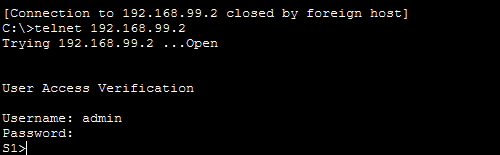 [Connection to 192.168.99.2 closed by foreign host]
C:\>telnet 192.168.99.2
Trying 192.168.99.2 ...Open
User Access Verification
Username: admin
Password:
S1>